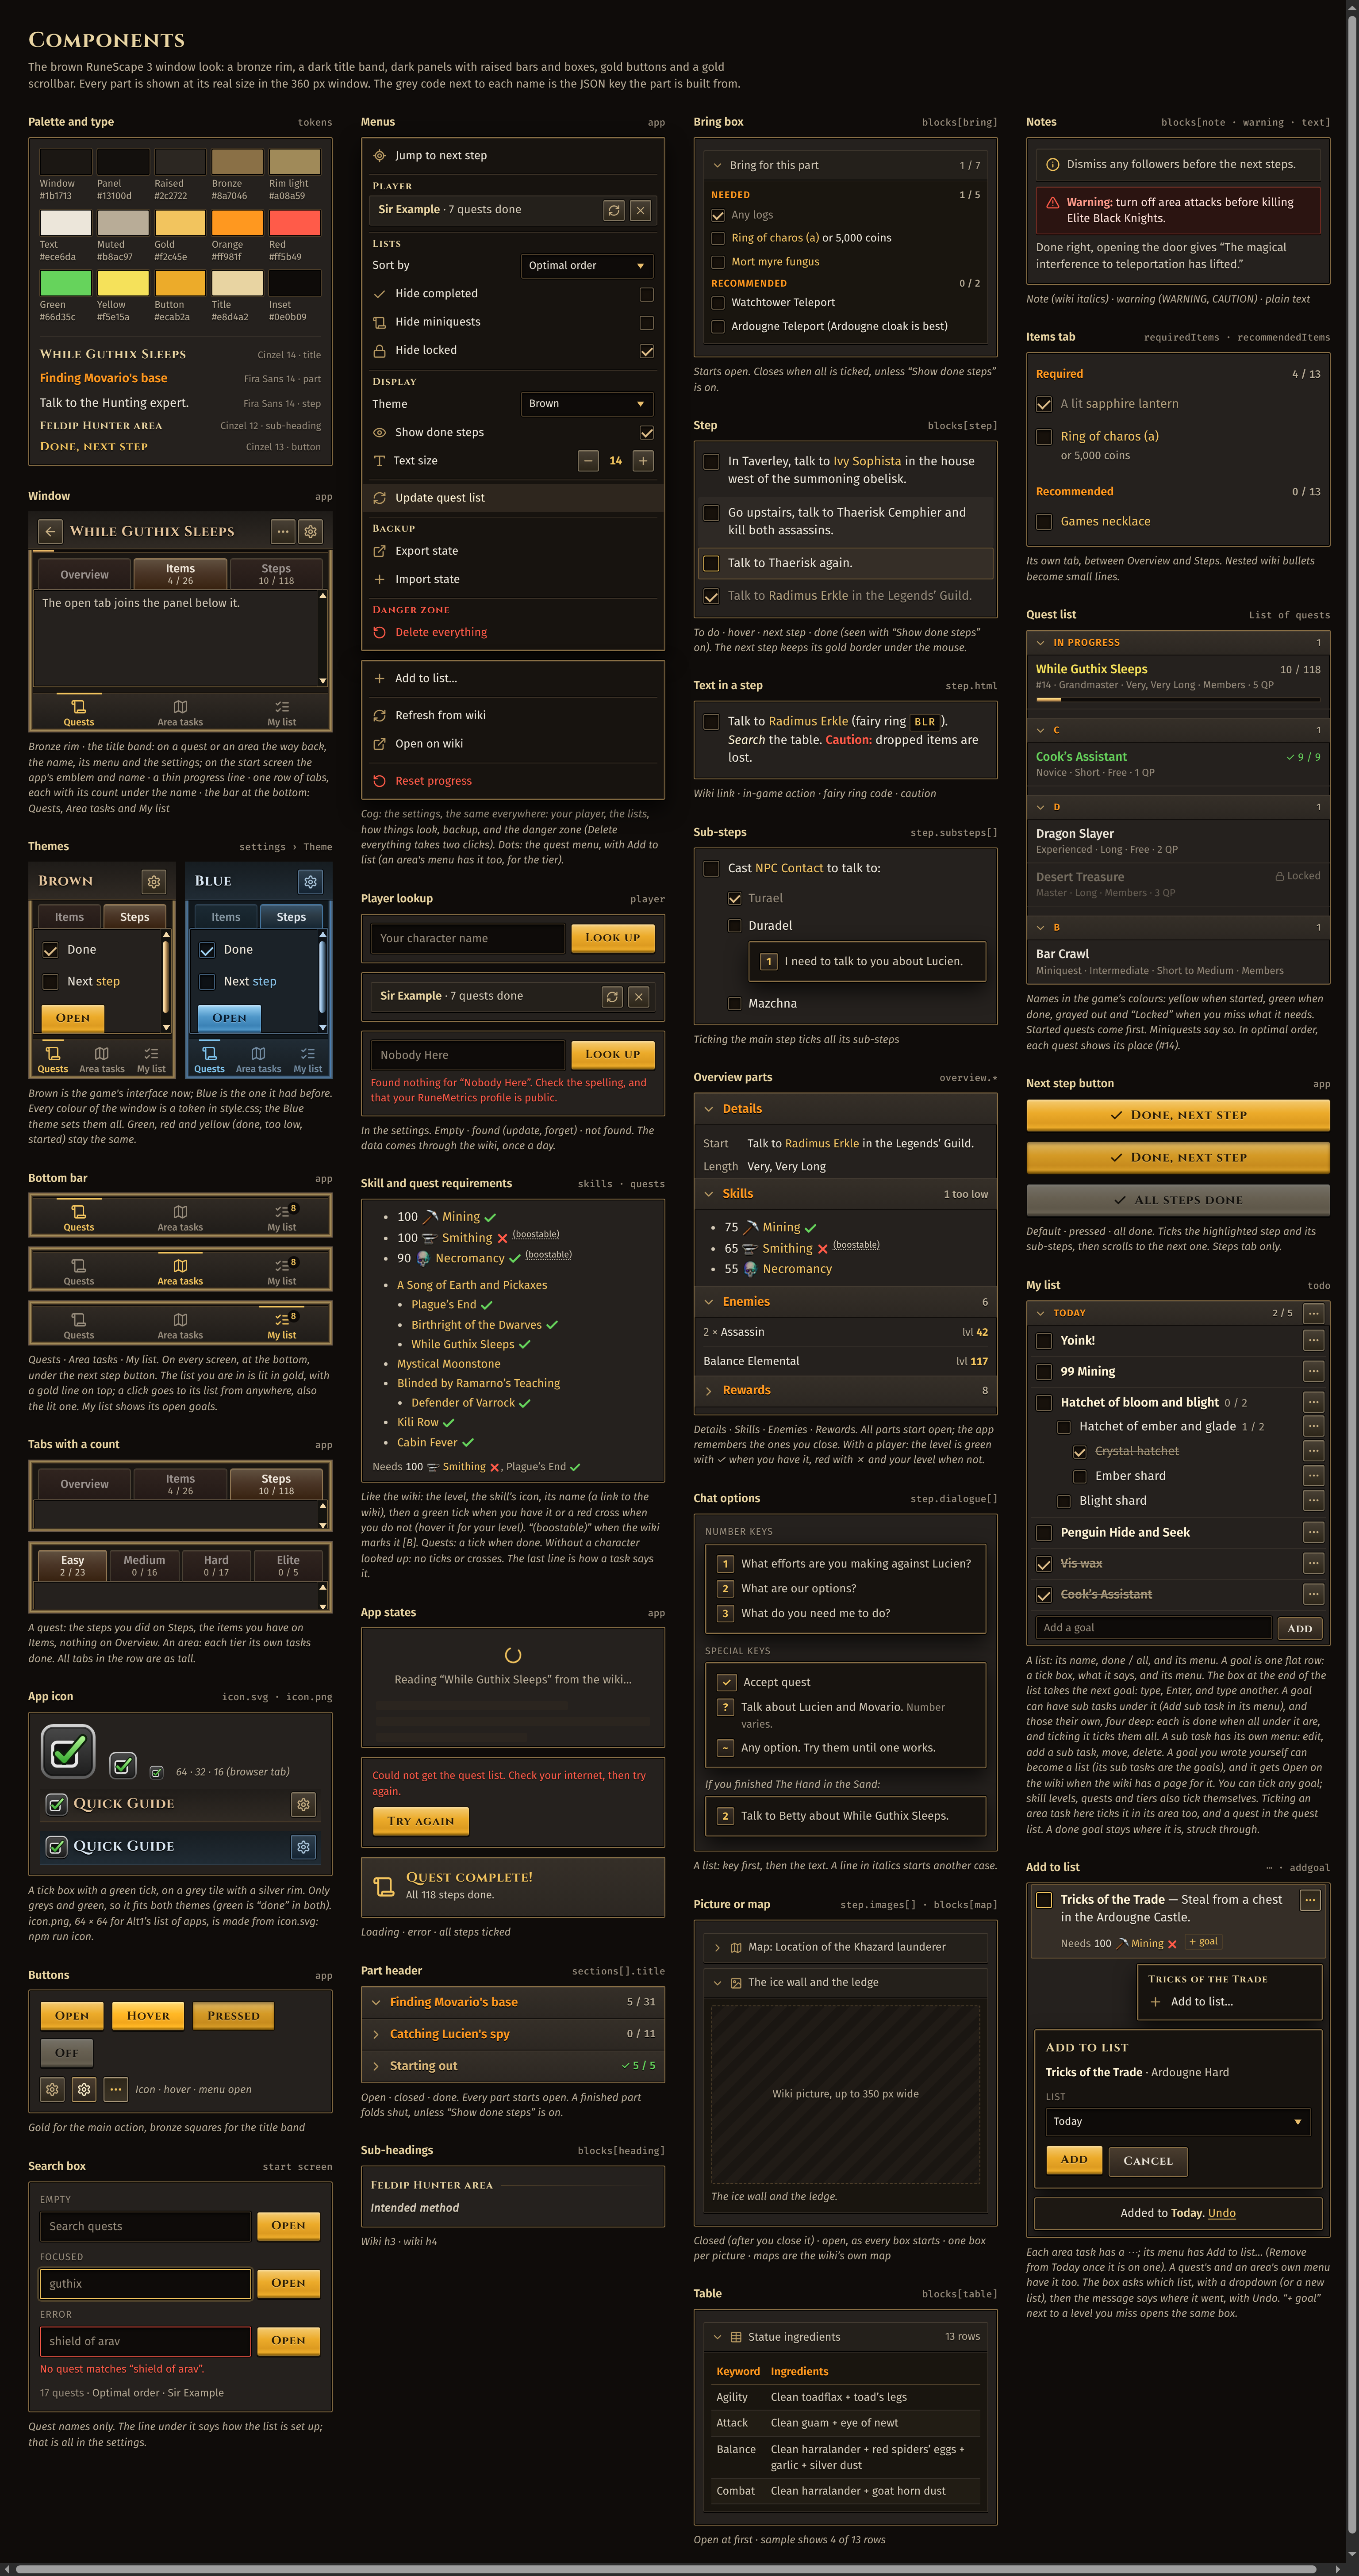 Components
The brown RuneScape 3 window look: a bronze rim, a dark title band, dark panels with raised bars and boxes, gold buttons and a gold
scrollbar. Every part is shown at its real size in the 360 px window. The grey code next to each name is the JSON key the part is built from.
Palette and type tokens
Window Panel Raised Bronze Rim light
#1b1713 #13100d #2c2722 #8a7046 #a08a59
Text Muted Gold Orange Red
#ece6da #b8ac97 #f2c45e #ff981f #ff5b49
Green Yellow Button Title Inset
#66d35c #f5e15a #ecab2a #e8d4a2 #0e0b09
While Guthix Sleeps Cinzel 14 · title
Finding Movario's base Fira Sans 14 · part
Talk to the Hunting expert. Fira Sans 14 · step
Feldip Hunter area Cinzel 12 · sub-heading
Done, next step Cinzel 13 · button
Window app
While Guthix Sleeps
Overview Items Steps
4 / 26 10 / 118
The open tab joins the panel below it.
Quests Area tasks My list
Bronze rim · the title band: on a quest or an area the way back,
the name, its menu and the settings; on the start screen the
app's emblem and name · a thin progress line · one row of tabs,
each with its count under the name · the bar at the bottom:
Quests, Area tasks and My list
Themes settings › Theme
Brown Blue
Items Steps Items Steps
Done Done
Next step Next step
Open Open
Quests Area tasks My list Quests Area tasks My list
Brown is the game's interface now; Blue is the one it had before.
Every colour of the window is a token in style.css; the Blue
theme sets them all. Green, red and yellow (done, too low,
started) stay the same.
Bottom bar app
8
Quests Area tasks My list
8
Quests Area tasks My list
8
Quests Area tasks My list
Quests · Area tasks · My list. On every screen, at the bottom,
under the next step button. The list you are in is lit in gold, with
a gold line on top; a click goes to its list from anywhere, also
the lit one. My list shows its open goals.
Tabs with a count app
Overview Items Steps
4 / 26 10 / 118
Easy Medium Hard Elite
2 / 23 0 / 16 0 / 17 0 / 5
A quest: the steps you did on Steps, the items you have on
Items, nothing on Overview. An area: each tier its own tasks
done. All tabs in the row are as tall.
App icon icon.svg · icon.png
64 · 32 · 16 (browser tab)
Quick Guide
Quick Guide
A tick box with a green tick, on a grey tile with a silver rim. Only
greys and green, so it fits both themes (green is “done” in both).
icon.png, 64 × 64 for Alt1's list of apps, is made from icon.svg:
npm run icon.
Buttons app
Open Hover Pressed
Off
Icon · hover · menu open
Gold for the main action, bronze squares for the title band
Search box start screen
EMPTY
Search quests Open
FOCUSED
guthix Open
ERROR
shield of arav Open
No quest matches “shield of arav”.
17 quests · Optimal order · Sir Example
Quest names only. The line under it says how the list is set up;
that is all in the settings.
Menus app
Jump to next step
Player
Sir Example · 7 quests done
Lists
Sort by Optimal order
Hide completed
Hide miniquests
Hide locked
Display
Theme Brown
Show done steps
Text size 14
Update quest list
Backup
Export state
Import state
Danger zone
Delete everything
Add to list...
Refresh from wiki
Open on wiki
Reset progress
Cog: the settings, the same everywhere: your player, the lists,
how things look, backup, and the danger zone (Delete
everything takes two clicks). Dots: the quest menu, with Add to
list (an area's menu has it too, for the tier).
Player lookup player
Your character name Look up
Sir Example · 7 quests done
Nobody Here Look up
Found nothing for “Nobody Here”. Check the spelling, and
that your RuneMetrics profile is public.
In the settings. Empty · found (update, forget) · not found. The
data comes through the wiki, once a day.
Skill and quest requirements skills · quests
• 100 Mining ✓
• 100 Smithing ✗ (boostable)
• 90 Necromancy ✓ (boostable)
• A Song of Earth and Pickaxes
• Plague's End ✓
• Birthright of the Dwarves ✓
• While Guthix Sleeps ✓
• Mystical Moonstone
• Blinded by Ramarno's Teaching
• Defender of Varrock ✓
• Kili Row ✓
• Cabin Fever ✓
Needs 100 Smithing ✗, Plague's End ✓
Like the wiki: the level, the skill's icon, its name (a link to the
wiki), then a green tick when you have it or a red cross when
you do not (hover it for your level). “(boostable)” when the wiki
marks it [B]. Quests: a tick when done. Without a character
looked up: no ticks or crosses. The last line is how a task says
it.
App states app
Reading “While Guthix Sleeps” from the wiki...
Could not get the quest list. Check your internet, then try
again.
Try again
Quest complete!
All 118 steps done.
Loading · error · all steps ticked
Part header sections[].title
Finding Movario's base 5 / 31
Catching Lucien's spy 0 / 11
Starting out ✓ 5 / 5
Open · closed · done. Every part starts open. A finished part
folds shut, unless “Show done steps” is on.
Sub-headings blocks[heading]
Feldip Hunter area
Intended method
Wiki h3 · wiki h4
Bring box blocks[bring]
Bring for this part 1 / 7
NEEDED 1 / 5
Any logs
Ring of charos (a) or 5,000 coins
Mort myre fungus
RECOMMENDED 0 / 2
Watchtower Teleport
Ardougne Teleport (Ardougne cloak is best)
Starts open. Closes when all is ticked, unless “Show done steps”
is on.
Step blocks[step]
In Taverley, talk to Ivy Sophista in the house
west of the summoning obelisk.
Go upstairs, talk to Thaerisk Cemphier and
kill both assassins.
Talk to Thaerisk again.
Talk to Radimus Erkle in the Legends’ Guild.
To do · hover · next step · done (seen with “Show done steps”
on). The next step keeps its gold border under the mouse.
Text in a step step.html
Talk to Radimus Erkle (fairy ring BLR).
Search the table. Caution: dropped items are
lost.
Wiki link · in-game action · fairy ring code · caution
Sub-steps step.substeps[]
Cast NPC Contact to talk to:
Turael
Duradel
1 I need to talk to you about Lucien.
Mazchna
Ticking the main step ticks all its sub-steps
Overview parts overview.*
Details
Start Talk to Radimus Erkle in the Legends’ Guild.
Length Very, Very Long
Skills 1 too low
• 75 Mining ✓
• 65 Smithing ✗ (boostable)
• 55 Necromancy
Enemies 6
2 × Assassin lvl 42
Balance Elemental lvl 117
Rewards 8
Details · Skills · Enemies · Rewards. All parts start open; the app
remembers the ones you close. With a player: the level is green
with ✓ when you have it, red with ✗ and your level when not.
Chat options step.dialogue[]
NUMBER KEYS
1 What efforts are you making against Lucien?
2 What are our options?
3 What do you need me to do?
SPECIAL KEYS
✓ Accept quest
? Talk about Lucien and Movario. Number
varies.
~ Any option. Try them until one works.
If you finished The Hand in the Sand:
2 Talk to Betty about While Guthix Sleeps.
A list: key first, then the text. A line in italics starts another case.
Picture or map step.images[] · blocks[map]
Map: Location of the Khazard launderer
The ice wall and the ledge
Wiki picture, up to 350 px wide
The ice wall and the ledge.
Closed (after you close it) · open, as every box starts · one box
per picture · maps are the wiki's own map
Table blocks[table]
Statue ingredients 13 rows
Keyword Ingredients
Agility Clean toadflax + toad's legs
Attack Clean guam + eye of newt
Balance Clean harralander + red spiders’ eggs +
garlic + silver dust
Combat Clean harralander + goat horn dust
Open at first · sample shows 4 of 13 rows
Notes blocks[note · warning · text]
Dismiss any followers before the next steps.
Warning: turn off area attacks before killing
Elite Black Knights.
Done right, opening the door gives “The magical
interference to teleportation has lifted.”
Note (wiki italics) · warning (WARNING, CAUTION) · plain text
Items tab requiredItems · recommendedItems
Required 4 / 13
A lit sapphire lantern
Ring of charos (a)
or 5,000 coins
Recommended 0 / 13
Games necklace
Its own tab, between Overview and Steps. Nested wiki bullets
become small lines.
Quest list List of quests
IN PROGRESS 1
While Guthix Sleeps 10 / 118
#14 · Grandmaster · Very, Very Long · Members · 5 QP
C 1
Cook's Assistant ✓ 9 / 9
Novice · Short · Free · 1 QP
D 1
Dragon Slayer
Experienced · Long · Free · 2 QP
Desert Treasure Locked
Master · Long · Members · 3 QP
B 1
Bar Crawl
Miniquest · Intermediate · Short to Medium · Members
Names in the game's colours: yellow when started, green when
done, grayed out and “Locked” when you miss what it needs.
Started quests come first. Miniquests say so. In optimal order,
each quest shows its place (#14).
Next step button app
✓ Done, next step
✓ Done, next step
✓ All steps done
Default · pressed · all done. Ticks the highlighted step and its
sub-steps, then scrolls to the next one. Steps tab only.
My list todo
TODAY 2 / 5
Yoink!
99 Mining
Hatchet of bloom and blight 0 / 2
Hatchet of ember and glade 1 / 2
Crystal hatchet
Ember shard
Blight shard
Penguin Hide and Seek
Vis wax
Cook's Assistant
Add a goal Add
A list: its name, done / all, and its menu. A goal is one flat row:
a tick box, what it says, and its menu. The box at the end of the
list takes the next goal: type, Enter, and type another. A goal
can have sub tasks under it (Add sub task in its menu), and
those their own, four deep: each is done when all under it are,
and ticking it ticks them all. A sub task has its own menu: edit,
add a sub task, move, delete. A goal you wrote yourself can
become a list (its sub tasks are the goals), and it gets Open on
the wiki when the wiki has a page for it. You can tick any goal;
skill levels, quests and tiers also tick themselves. Ticking an
area task here ticks it in its area too, and a quest in the quest
list. A done goal stays where it is, struck through.
Add to list ⋯ · addgoal
Tricks of the Trade — Steal from a chest
in the Ardougne Castle.
Needs 100 Mining ✗ + goal
Tricks of the Trade
Add to list...
Add to list
Tricks of the Trade · Ardougne Hard
LIST
Today
Add Cancel
Added to Today. Undo
Each area task has a ⋯; its menu has Add to list... (Remove
from Today once it is on one). A quest's and an area's own menu
have it too. The box asks which list, with a dropdown (or a new
list), then the message says where it went, with Undo. “+ goal”
next to a level you miss opens the same box.